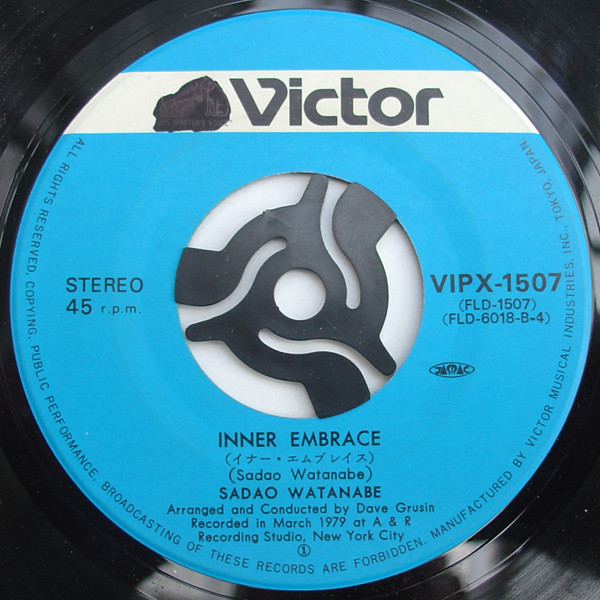 Victor
STEREO
45 r.p.m.
VIPX-1507
(FLD-1507)
(FLD-6018-B-4)
JASRAC
INNER EMBRACE
(イナー・エムブレイス)
(Sadao Watanabe)
SADAO WATANABE
Arranged and Conducted by Dave Grusin
Recorded in March 1979 at A & R
Recording Studio, New York City
①
ALL RIGHTS RESERVED, COPYING, PUBLIC PERFORMANCE, BROADCASTING OF THESE RECORDS ARE FORBIDDEN. MANUFACTURED BY VICTOR MUSICAL INDUSTRIES, INC., TOKYO, JAPAN.